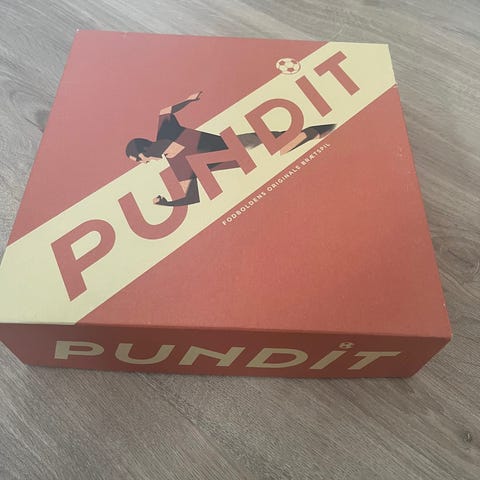 PUNDIT
FODBOLDENS ORIGINALE BRÆTSPIL
PUNDIT